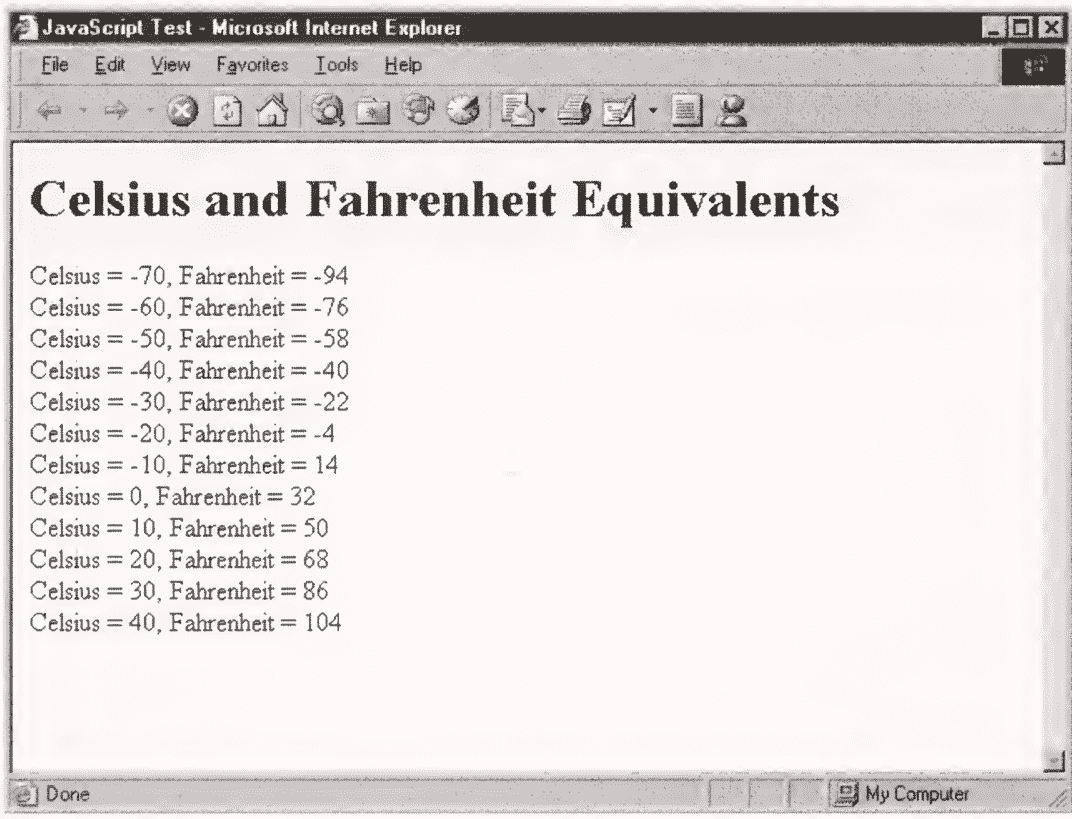 JavaScript Test - Microsoft Internet Explorer
File Edit View Favorites Tools Help
Celsius and Fahrenheit Equivalents
Celsius = -70, Fahrenheit = -94
Celsius = -60, Fahrenheit = -76
Celsius = -50, Fahrenheit = -58
Celsius = -40, Fahrenheit = -40
Celsius = -30, Fahrenheit = -22
Celsius = -20, Fahrenheit = -4
Celsius = -10, Fahrenheit = 14
Celsius = 0, Fahrenheit = 32
Celsius = 10, Fahrenheit = 50
Celsius = 20, Fahrenheit = 68
Celsius = 30, Fahrenheit = 86
Celsius = 40, Fahrenheit = 104
Done My Computer